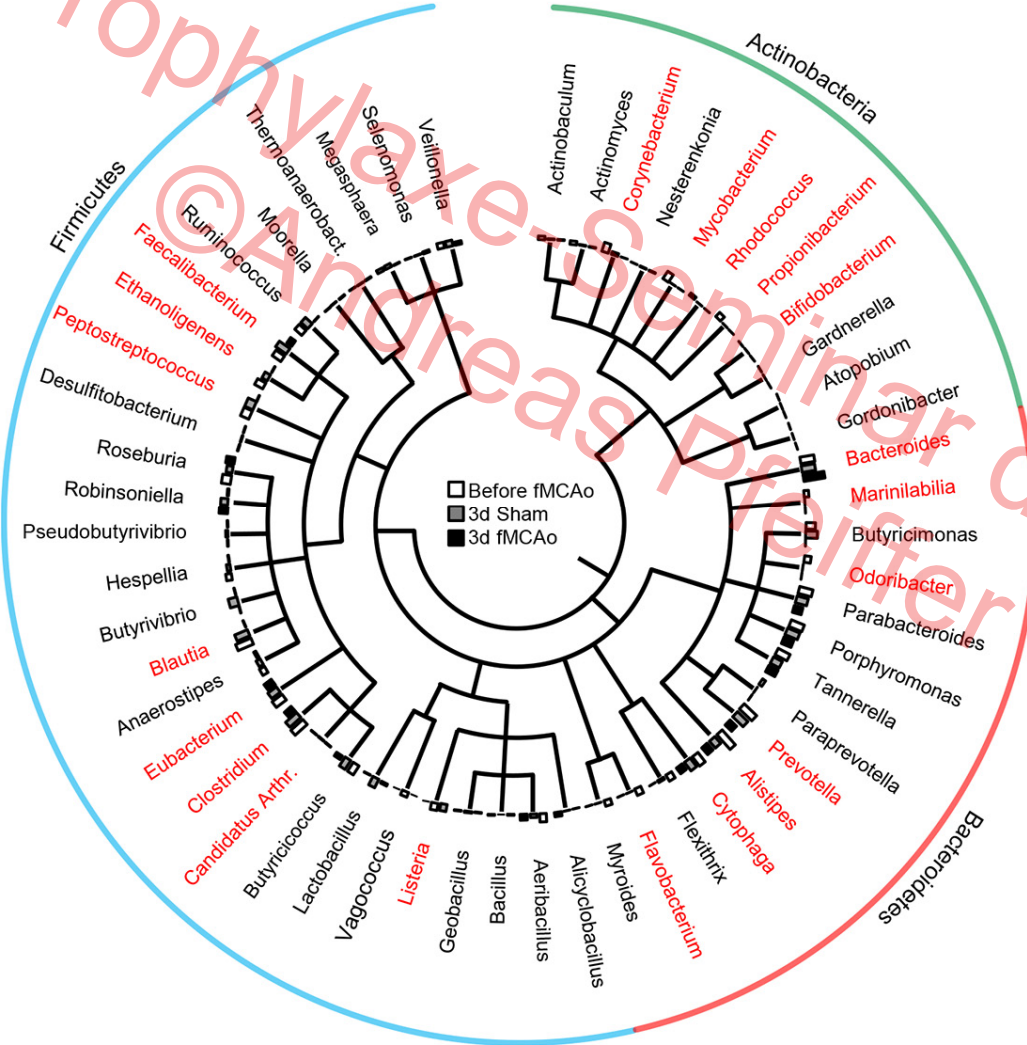 Actinobacteria
Actinobaculum
Actinomyces
Corynebacterium
Nesterenkonia
Mycobacterium
Rhodococcus
Propionibacterium
Bifidobacterium
Gardnerella
Atopobium
Gordonibacter
Bacteroides
Marinilabilia
Butyricimonas
Odoribacter
Parabacteroides
Porphyromonas
Tannerella
Paraprevotella
Prevotella
Alistipes
Cytophaga
Flexithrix
Flavobacterium
Myroides
Bacteroidetes
Alicyclobacillus
Aeribacillus
Bacillus
Geobacillus
Listeria
Vagococcus
Lactobacillus
Butyricicoccus
Candidatus Arthr.
Clostridium
Eubacterium
Anaerostipes
Blautia
Butyrivibrio
Hespellia
Pseudobutyrivibrio
Robinsoniella
Roseburia
Desulfitobacterium
Peptostreptococcus
Ethanoligenens
Faecalibacterium
Ruminococcus
Moorella
Thermoanaerobact.
Megasphaera
Selenomonas
Veillonella
Firmicutes
Before fMCAo
3d Sham
3d fMCAo
ophylaxe-Seminar d
©Andreas Pfeiffer